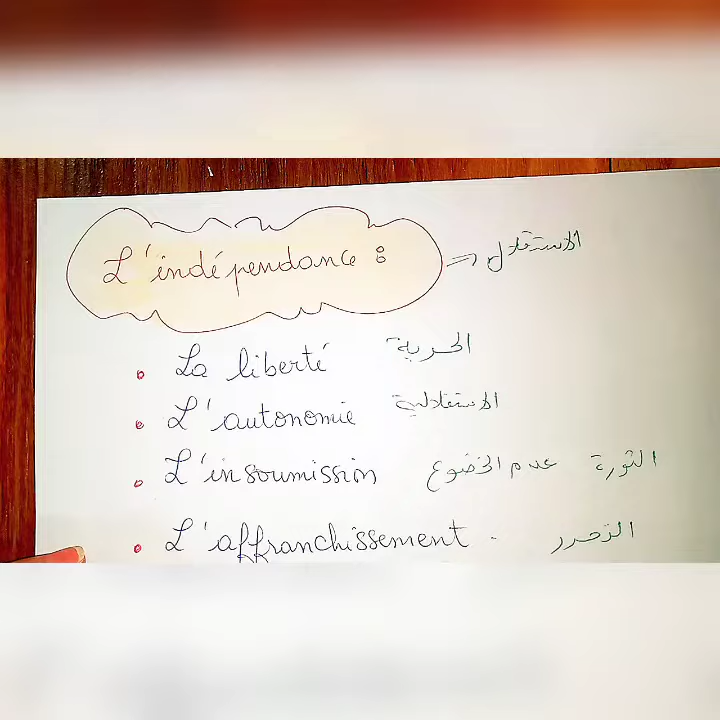 L'indépendance : => الاستقلال
• La liberté الحرية
• L'autonomie الاستقلالية
• L'insoumission عدم الخضوع الثورة
• L'affranchissement . التحرر